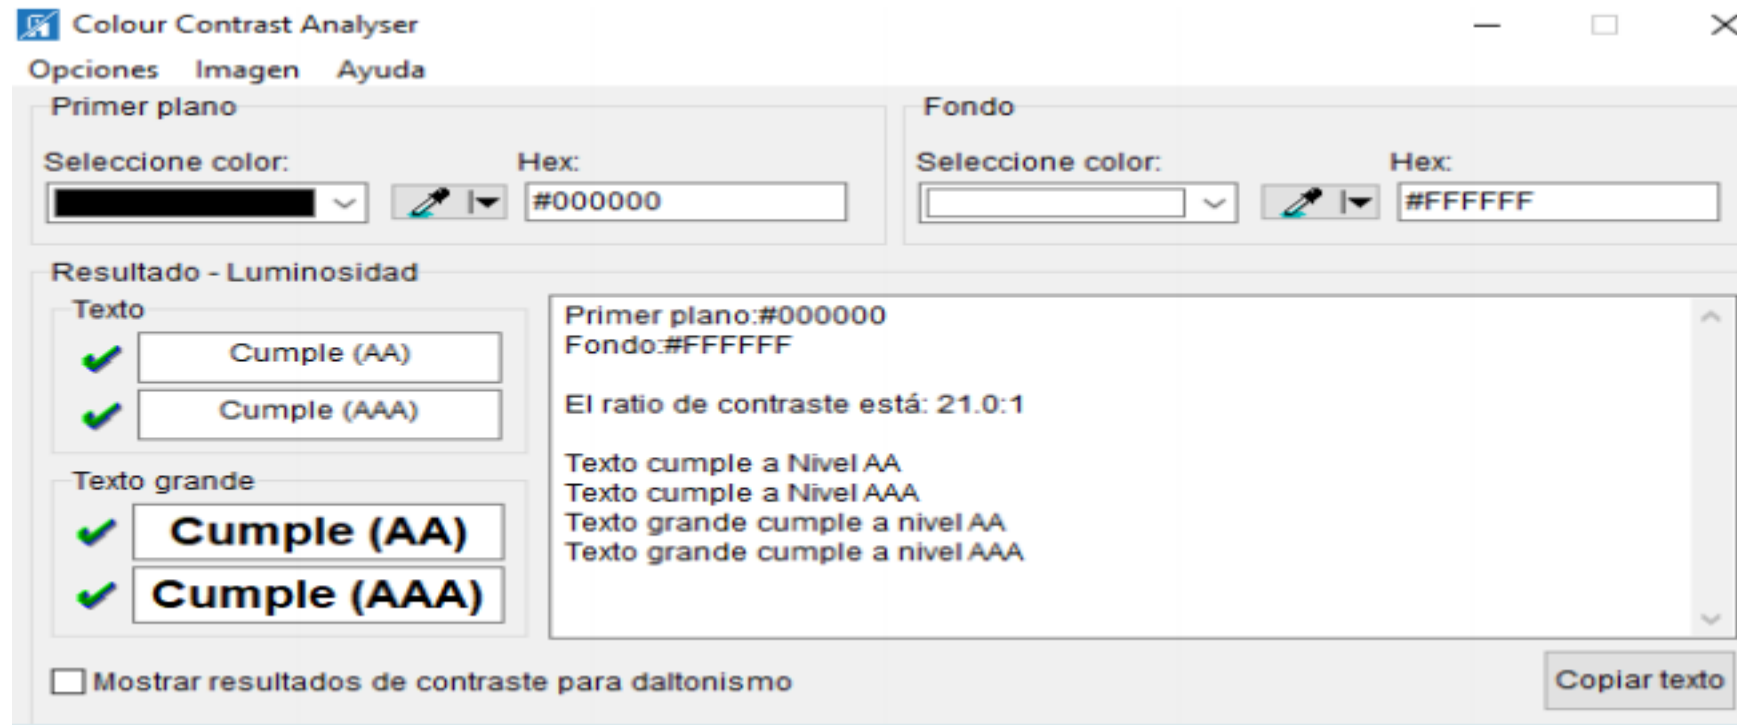 Colour Contrast Analyser
Opciones Imagen Ayuda
Primer plano
Seleccione color: Hex:
#000000
Fondo
Seleccione color: Hex:
#FFFFFF
Resultado - Luminosidad
Texto
Cumple (AA)
Cumple (AAA)
Texto grande
Cumple (AA)
Cumple (AAA)
Primer plano:#000000
Fondo:#FFFFFF
El ratio de contraste está: 21.0:1
Texto cumple a Nivel AA
Texto cumple a Nivel AAA
Texto grande cumple a nivel AA
Texto grande cumple a nivel AAA
Mostrar resultados de contraste para daltonismo
Copiar texto